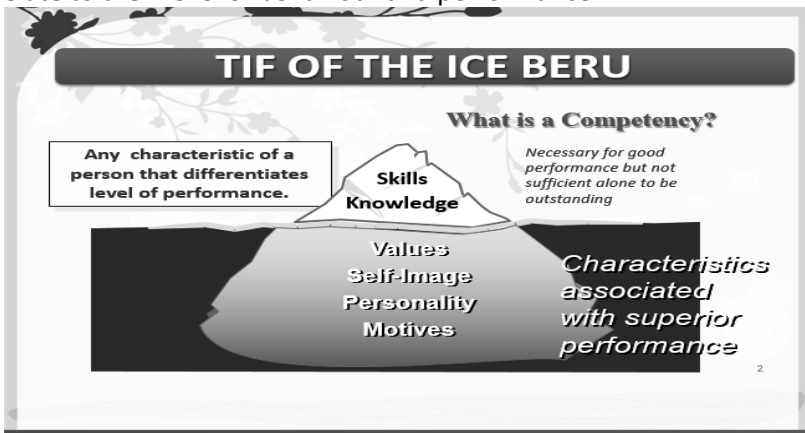 TIF OF THE ICE BERU
What is a Competency?
Any characteristic of a
person that differentiates
level of performance.
Necessary for good
performance but not
sufficient alone to be
outstanding
Skills
Knowledge
Values
Self-Image
Personality
Motives
Characteristics
associated
with superior
performance
2